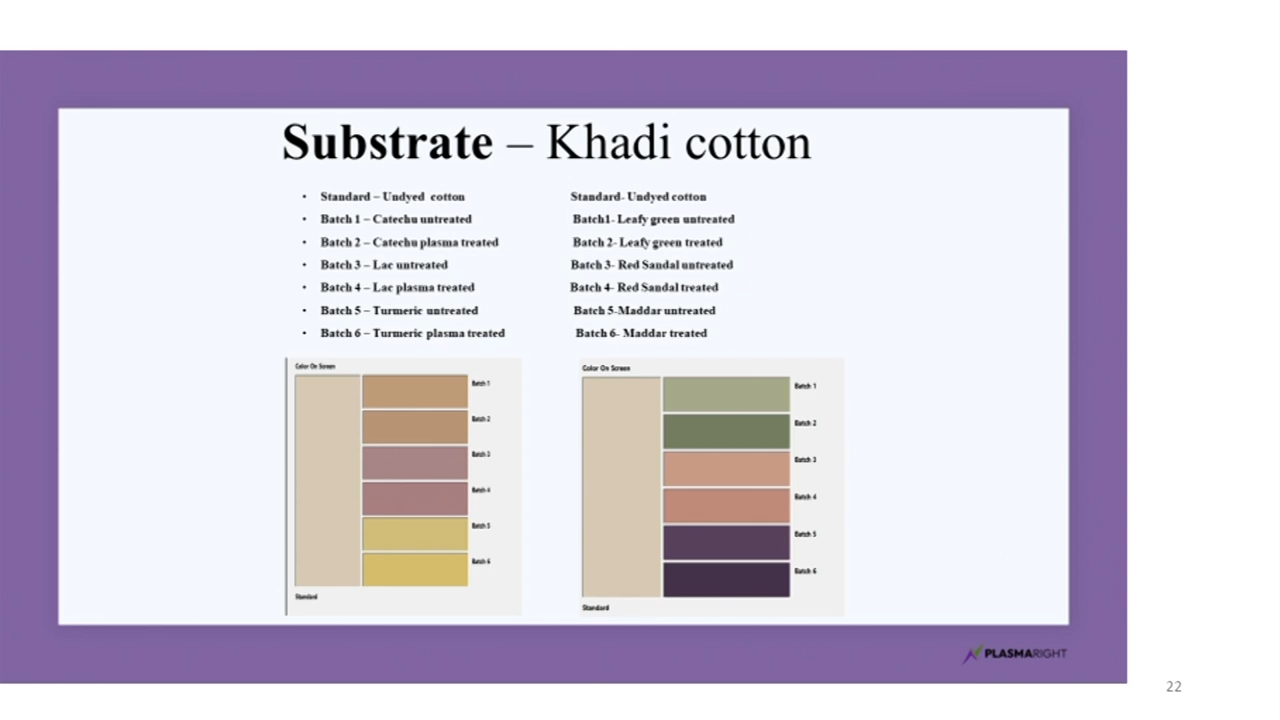 Substrate – Khadi cotton
• Standard – Undyed cotton
• Batch 1 – Catechu untreated
• Batch 2 – Catechu plasma treated
• Batch 3 – Lac untreated
• Batch 4 – Lac plasma treated
• Batch 5 – Turmeric untreated
• Batch 6 – Turmeric plasma treated
Standard- Undyed cotton
Batch1- Leafy green untreated
Batch 2- Leafy green treated
Batch 3- Red Sandal untreated
Batch 4- Red Sandal treated
Batch 5-Maddar untreated
Batch 6- Maddar treated
Color On Screen
Batch 1
Batch 2
Batch 3
Batch 4
Batch 5
Batch 6
Standard
Color On Screen
Batch 1
Batch 2
Batch 3
Batch 4
Batch 5
Batch 6
Standard
PLASMARIGHT
22